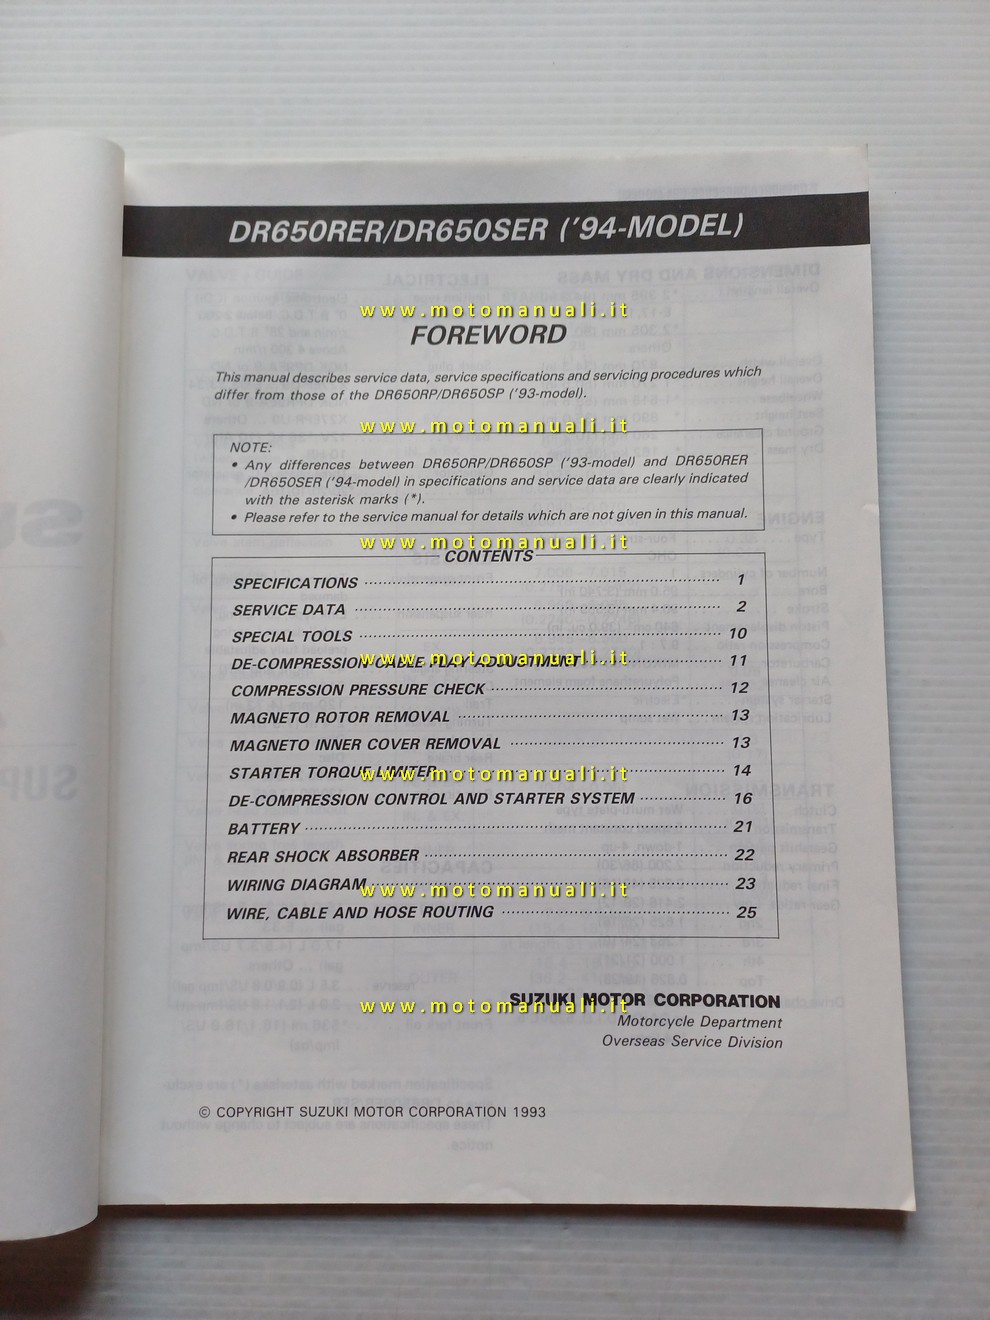 DR650RER/DR650SER ('94-MODEL)
www.motomanuali.it
FOREWORD
This manual describes service data, service specifications and servicing procedures which
differ from those of the DR650RP/DR650SP ('93-model).
www.motomanuali.it
NOTE:
• Any differences between DR650RP/DR650SP ('93-model) and DR650RER
/DR650SER ('94-model) in specifications and service data are clearly indicated
with the asterisk marks (*).
• Please refer to the service manual for details which are not given in this manual.
www.motomanuali.it
CONTENTS
SPECIFICATIONS 1
SERVICE DATA 2
SPECIAL TOOLS 10
DE-COMPRESSION CABLE PLAY ADJUSTMENT 11
www.motomanuali.it
COMPRESSION PRESSURE CHECK 12
MAGNETO ROTOR REMOVAL 13
MAGNETO INNER COVER REMOVAL 13
STARTER TORQUE LIMITER 14
www.motomanuali.it
DE-COMPRESSION CONTROL AND STARTER SYSTEM 16
BATTERY 21
REAR SHOCK ABSORBER 22
WIRING DIAGRAM 23
www.motomanuali.it
WIRE, CABLE AND HOSE ROUTING 25
SUZUKI MOTOR CORPORATION
www.motomanuali.it
Motorcycle Department
Overseas Service Division
© COPYRIGHT SUZUKI MOTOR CORPORATION 1993